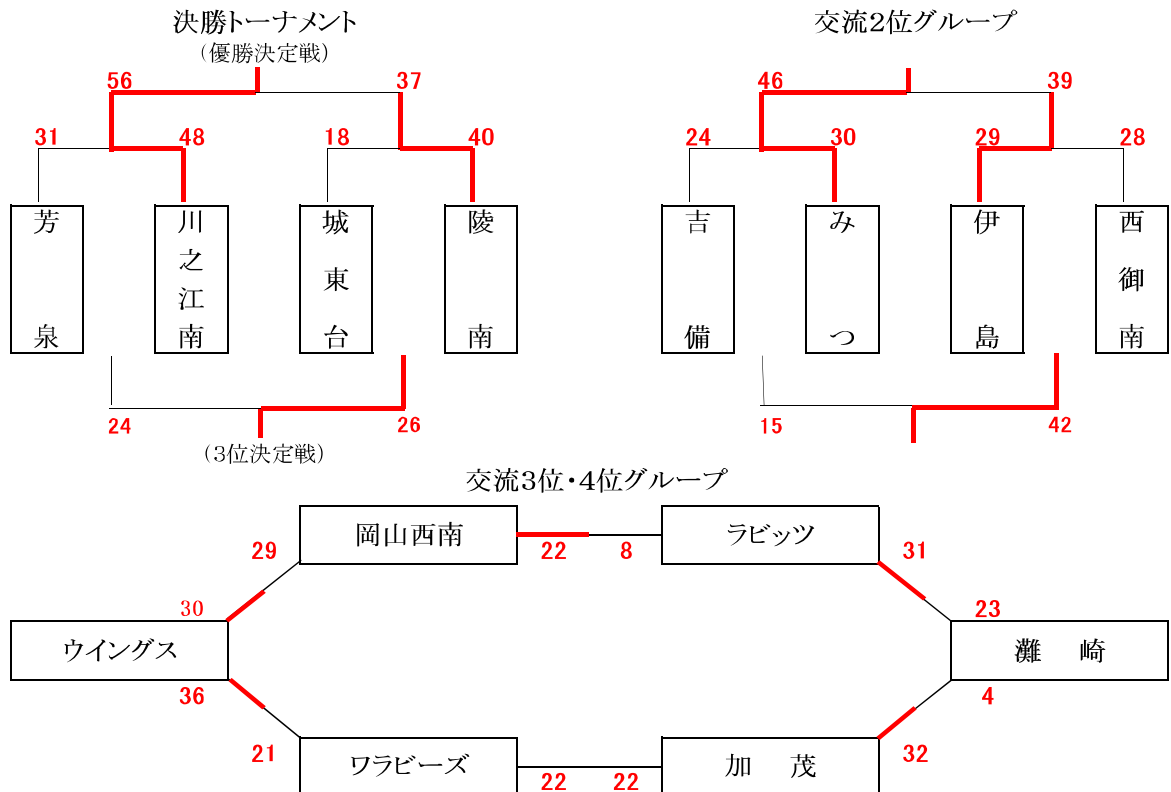 決勝トーナメント 交流2位グループ
(優勝決定戦)
56 37 46 39
31 48 18 40 24 30 29 28
芳泉 川之江南 城東台 陵南 吉備 みつ 伊島 西御南
24 26 15 42
(3位決定戦)
交流3位・4位グループ
岡山西南 22 8 ラビッツ
29 31
30 23
ウイングス 灘崎
36 4
21 32
ワラビーズ 22 22 加茂